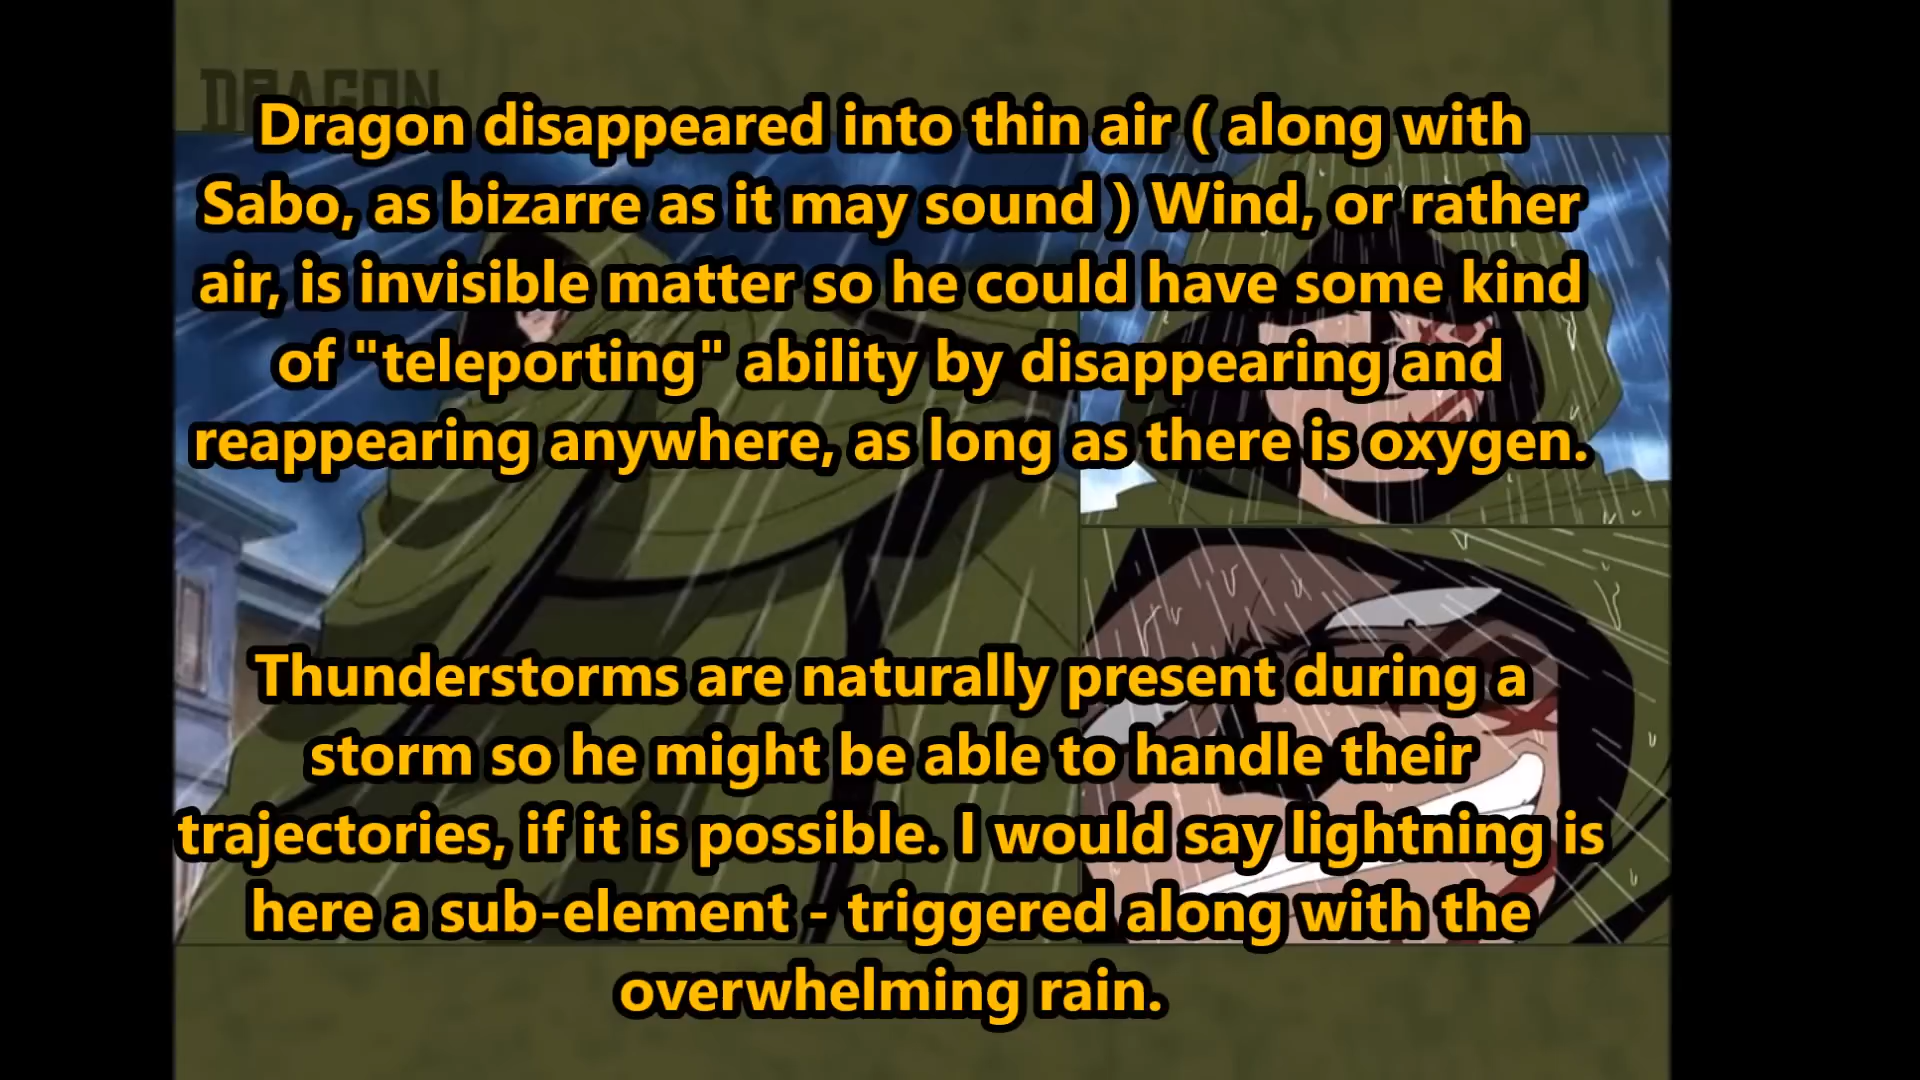 DRAGON
Dragon disappeared into thin air ( along with
Sabo, as bizarre as it may sound ) Wind, or rather
air, is invisible matter so he could have some kind
of "teleporting" ability by disappearing and
reappearing anywhere, as long as there is oxygen.
Thunderstorms are naturally present during a
storm so he might be able to handle their
trajectories, if it is possible. I would say lightning is
here a sub-element - triggered along with the
overwhelming rain.